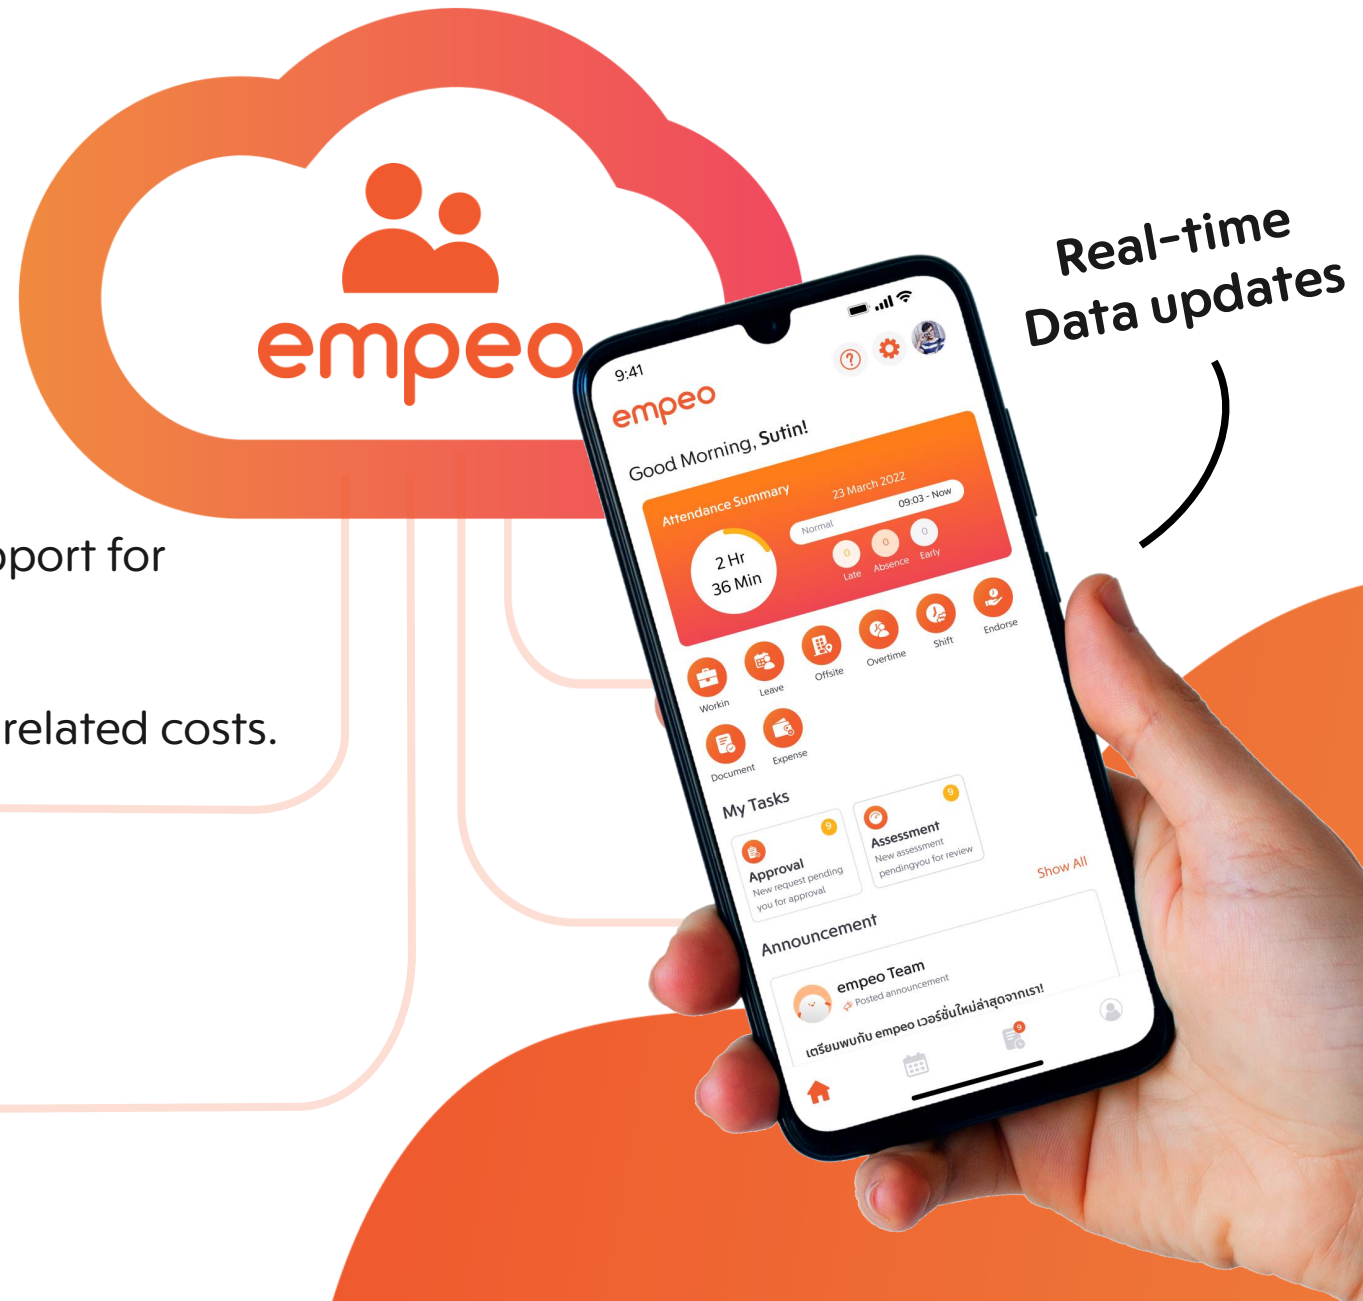 empeo
Real-time
Data updates
pport for
related costs.
9:41
empeo
Good Morning, Sutin!
Attendance Summary
23 March 2022
Normal
09:03 - Now
2 Hr
36 Min
0
0
0
Late
Absence
Early
Workin
Leave
Offsite
Overtime
Shift
Endorse
Document
Expense
My Tasks
9
Approval
New request pending
you for approval
9
Assessment
New assessment
pendingyou for review
Announcement
Show All
empeo Team
Posted announcement
เตรียมพบกับ empeo เวอร์ชั่นใหม่ล่าสุดจากเรา!
9